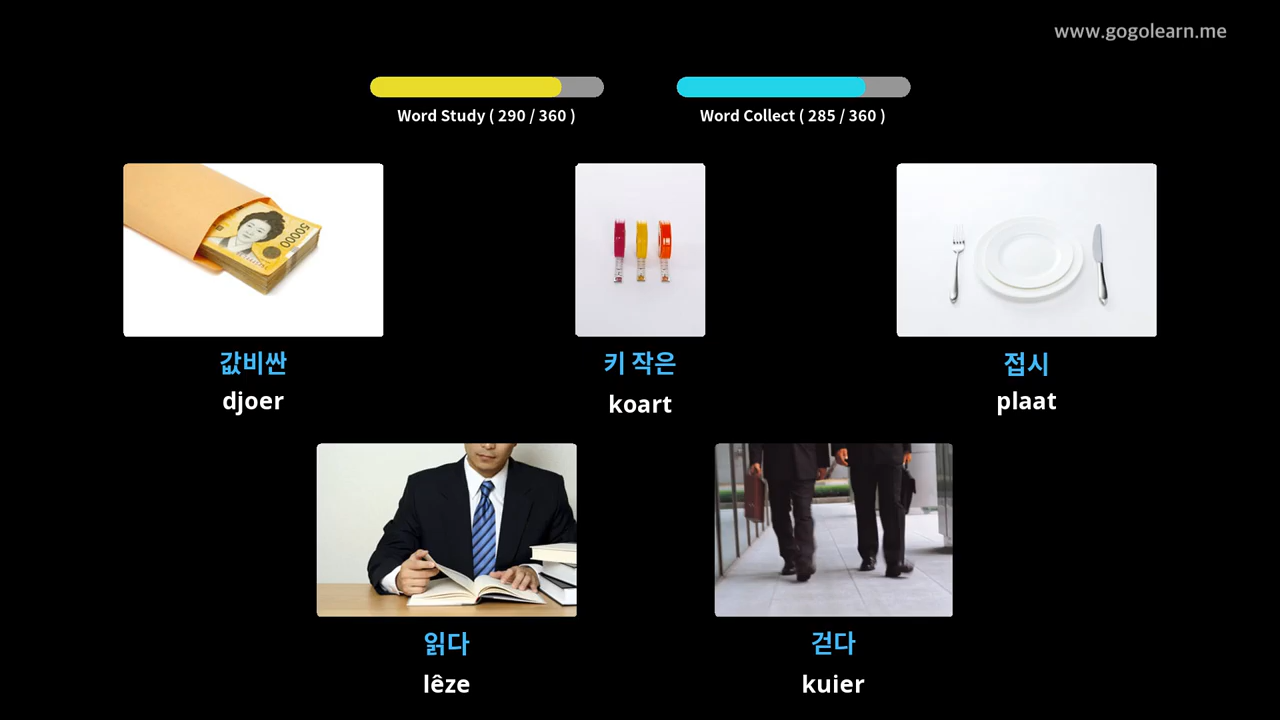 www.gogolearn.me
Word Study ( 290 / 360 )
Word Collect ( 285 / 360 )
50000
값비싼
키 작은
접시
djoer
koart
plaat
읽다
걷다
lêze
kuier